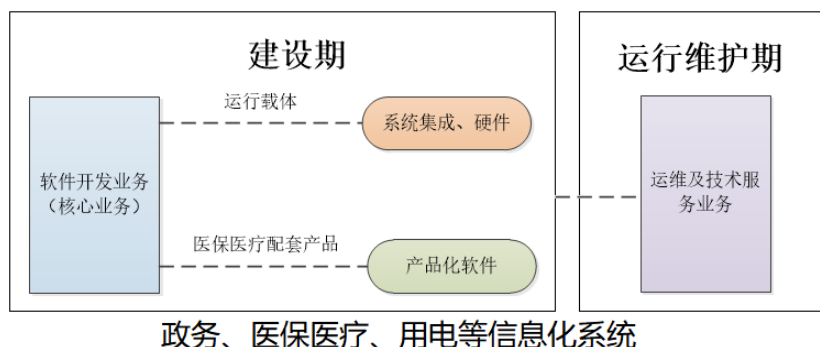 建设期
运行维护期
运行载体
系统集成、硬件
软件开发业务
（核心业务）
运维及技术服
务业务
医保医疗配套产品
产品化软件
政务、医保医疗、用电等信息化系统